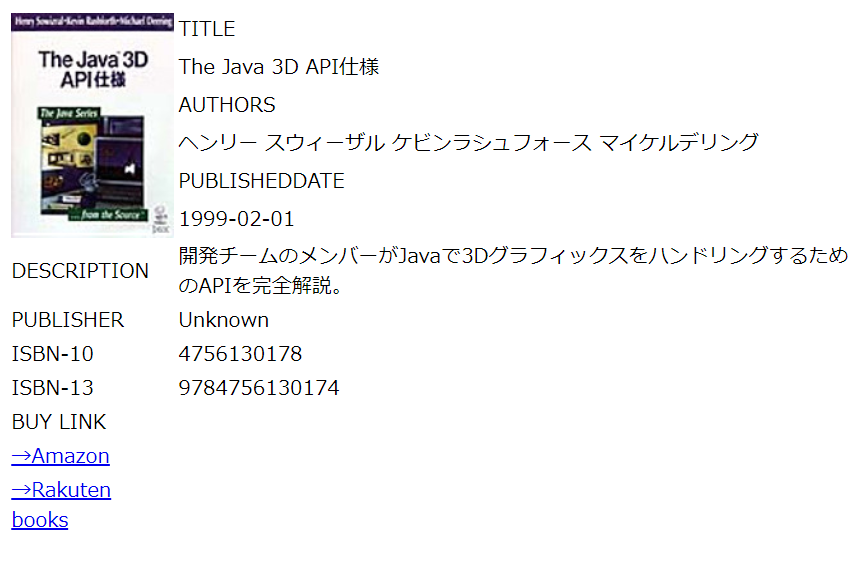 Henry Sowizral•Kevin Rushforth•Michael Deering
The Java™ 3D
API仕様
The Java Series
...from the Source™
TITLE
The Java 3D API仕様
AUTHORS
ヘンリー スウィーザル ケビンラシュフォース マイケルデリング
PUBLISHEDDATE
1999-02-01
DESCRIPTION
開発チームのメンバーがJavaで3Dグラフィックスをハンドリングするため
のAPIを完全解説。
PUBLISHER
Unknown
ISBN-10
4756130178
ISBN-13
9784756130174
BUY LINK
→Amazon
→Rakuten
books